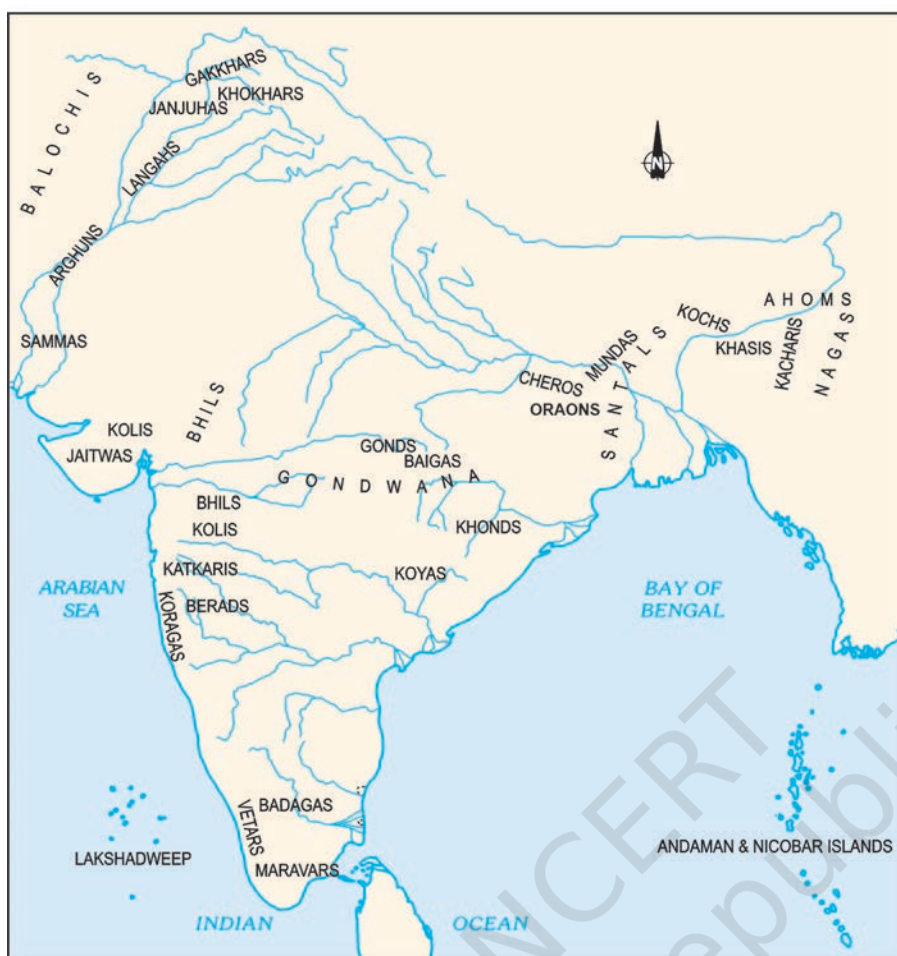 GAKKHARS
KHOKHARS
JANJUHAS
BALOCHIS
LANGAHS
N
ARGHUNS
AHOMS
SAMMAS
KOCHS
KHASIS
KACHARIS
NAGAS
MUNDAS
CHEROS
SANTALS
ORAONS
BHILS
KOLIS
JAITWAS
GONDS
BAIGAS
GONDWANA
BHILS
KOLIS
KHONDS
KATKARIS
KOYAS
ARABIAN
SEA
BAY OF
BENGAL
BERADS
KORAGAS
BADAGAS
VETARS
LAKSHADWEEP
MARAVARS
ANDAMAN & NICOBAR ISLANDS
INDIAN
OCEAN
NCERT
republi